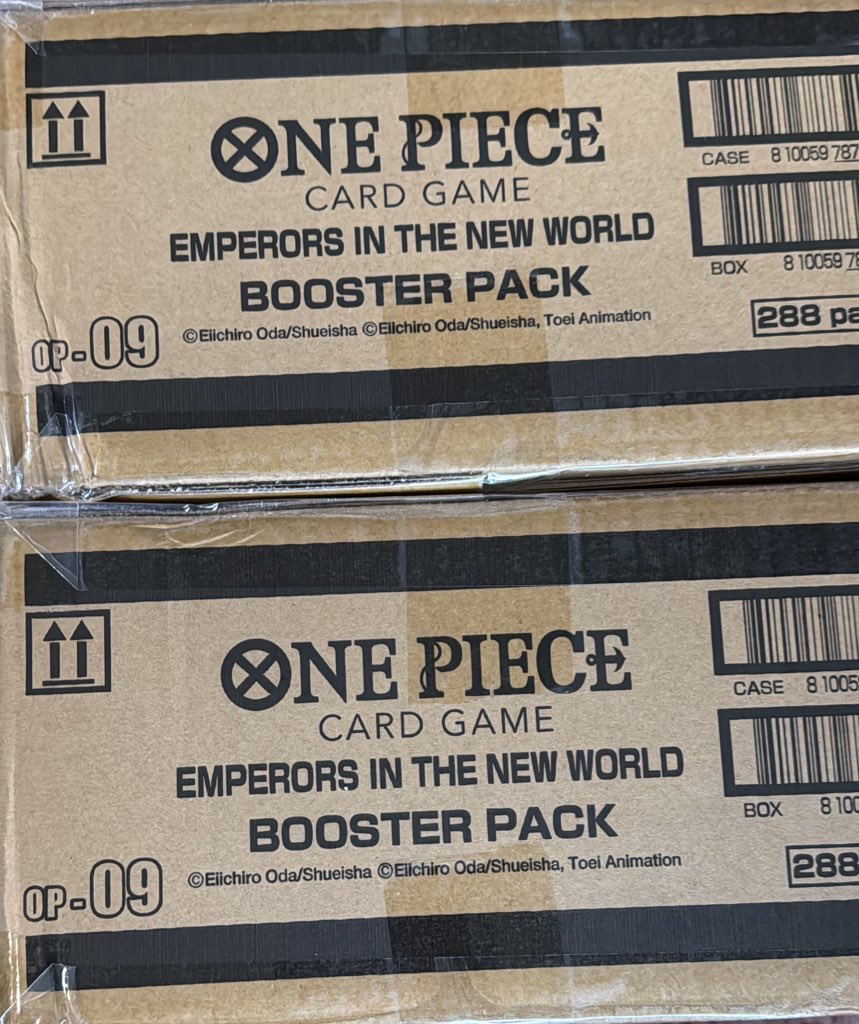 ONE PIECE
CARD GAME
EMPERORS IN THE NEW WORLD
BOOSTER PACK
©Eiichiro Oda/Shueisha ©Eiichiro Oda/Shueisha, Toei Animation
OP-09
CASE 8 10059 787
BOX 8 10059
288
ONE PIECE
CARD GAME
EMPERORS IN THE NEW WORLD
BOOSTER PACK
©Eiichiro Oda/Shueisha ©Eiichiro Oda/Shueisha, Toei Animation
OP-09
CASE 8 1005
BOX 8 100
288